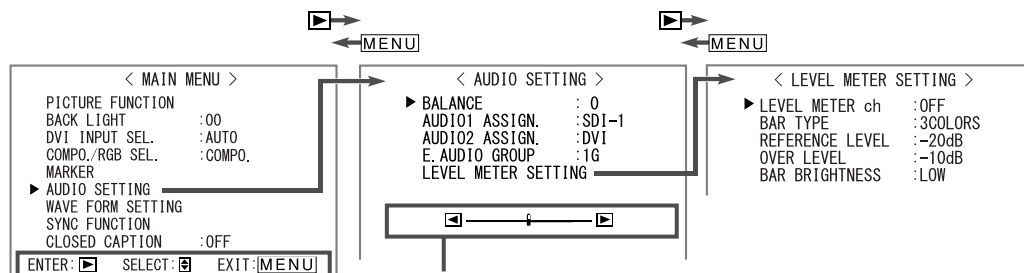 ▶→ ▶→
←MENU ←MENU
< MAIN MENU >
PICTURE FUNCTION
BACK LIGHT :00
DVI INPUT SEL. :AUTO
COMPO./RGB SEL. :COMPO.
MARKER
▶ AUDIO SETTING
WAVE FORM SETTING
SYNC FUNCTION
CLOSED CAPTION :OFF
ENTER:▶ SELECT: EXIT:MENU
< AUDIO SETTING >
▶ BALANCE : 0
AUDIO1 ASSIGN. :SDI-1
AUDIO2 ASSIGN. :DVI
E. AUDIO GROUP :1G
LEVEL METER SETTING
< LEVEL METER SETTING >
▶ LEVEL METER ch :OFF
BAR TYPE :3COLORS
REFERENCE LEVEL :-20dB
OVER LEVEL :-10dB
BAR BRIGHTNESS :LOW